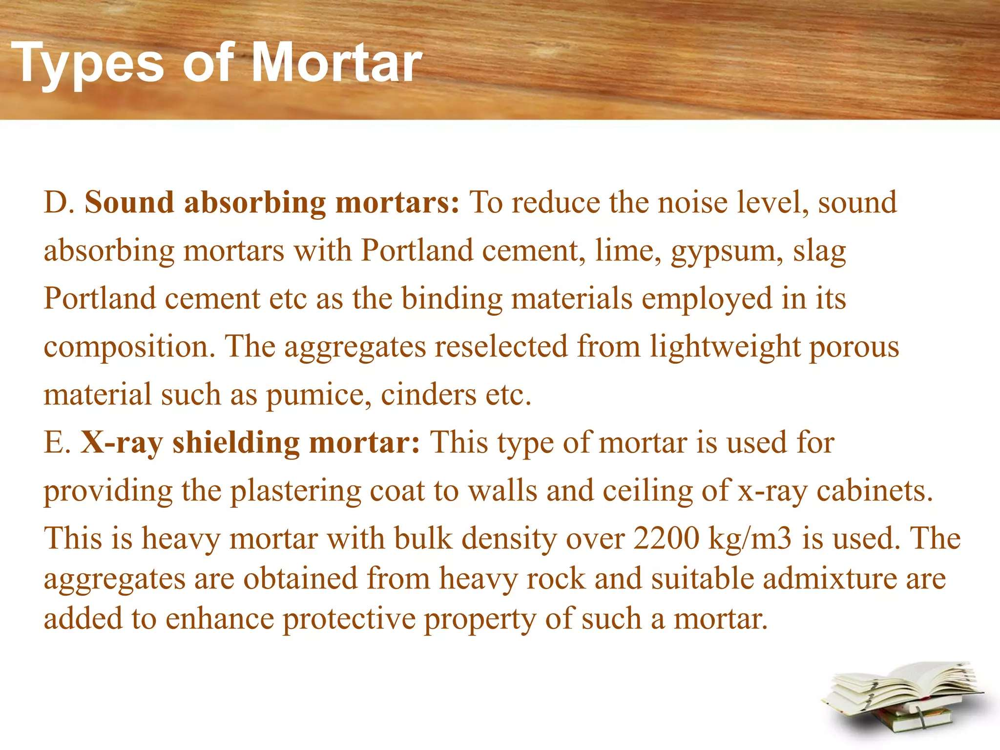 Types of Mortar
D. Sound absorbing mortars: To reduce the noise level, sound
absorbing mortars with Portland cement, lime, gypsum, slag
Portland cement etc as the binding materials employed in its
composition. The aggregates reselected from lightweight porous
material such as pumice, cinders etc.
E. X-ray shielding mortar: This type of mortar is used for
providing the plastering coat to walls and ceiling of x-ray cabinets.
This is heavy mortar with bulk density over 2200 kg/m3 is used. The
aggregates are obtained from heavy rock and suitable admixture are
added to enhance protective property of such a mortar.